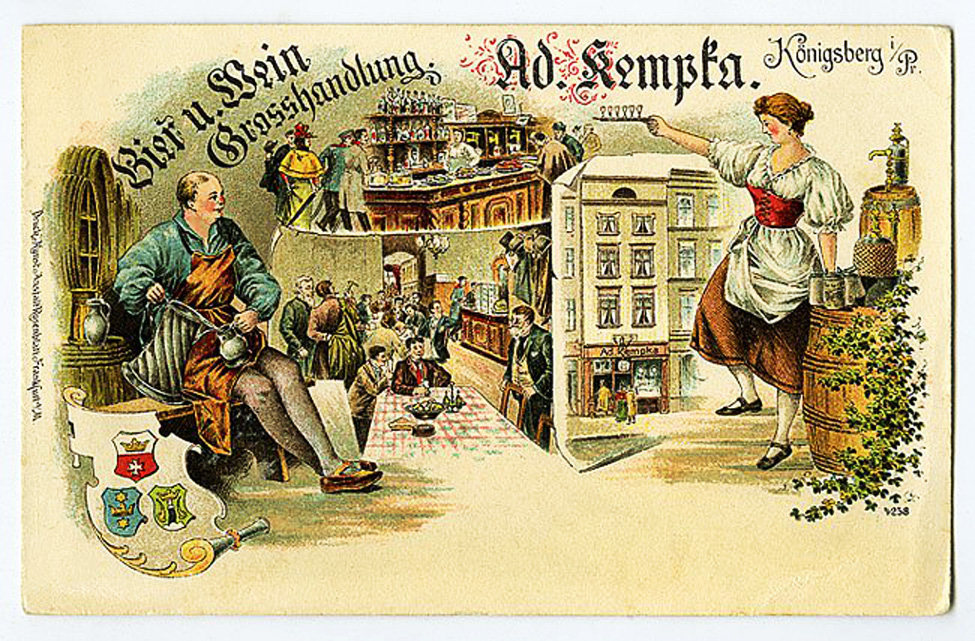 Bier u. Wein
Grosshandlung.
Ad. Kempka.
Königsberg i/Pr.
Ad. Kempka
4258